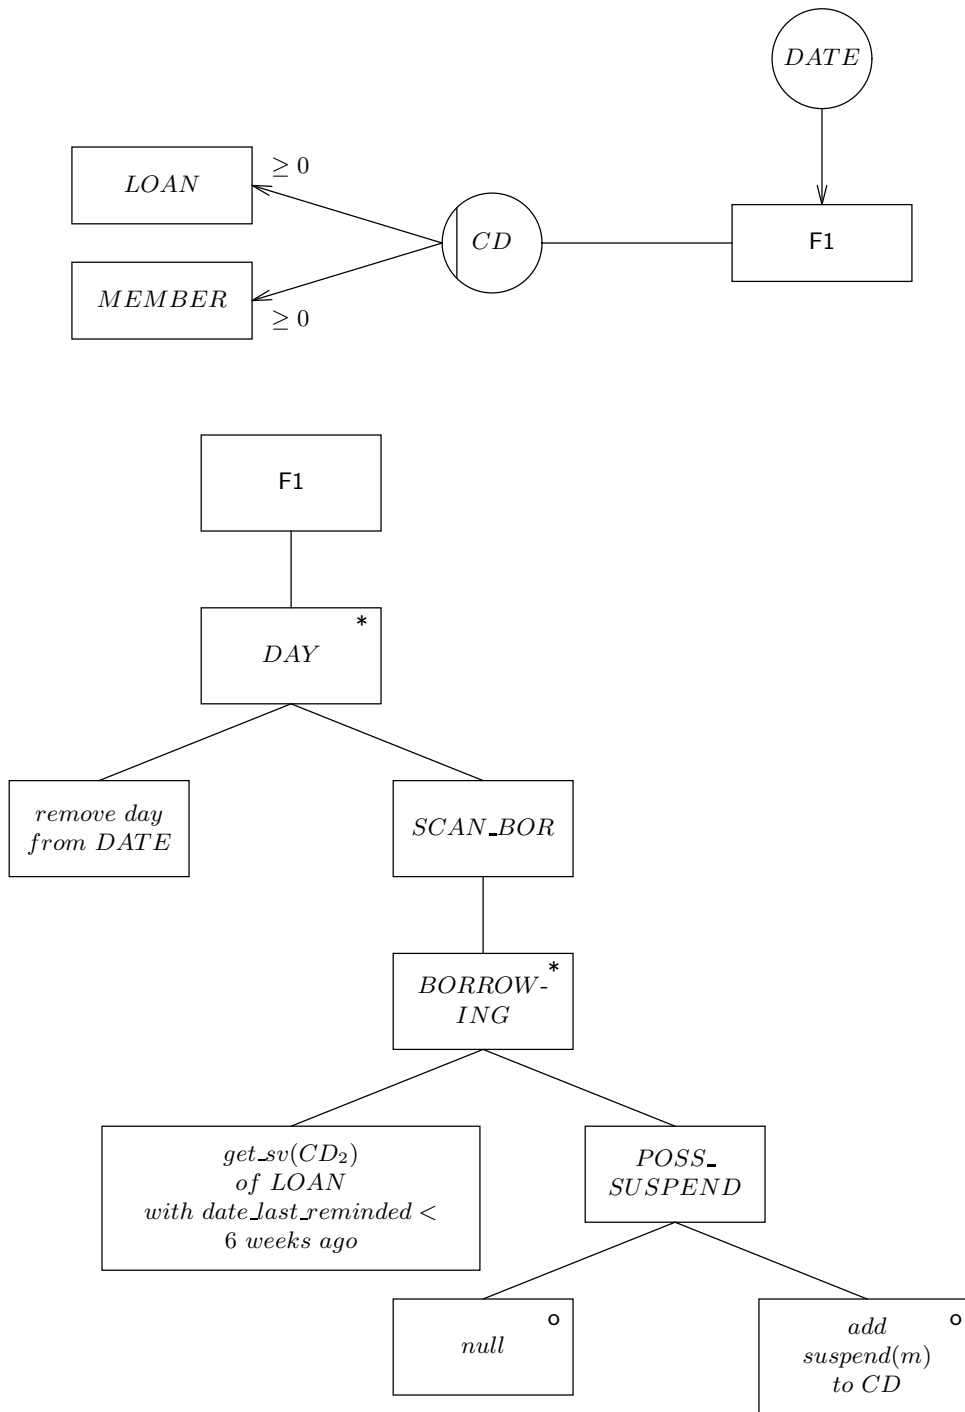 DATE
≥ 0
LOAN
CD
F1
MEMBER
≥ 0
F1
*
DAY
remove day
from DATE
SCAN_BOR
*
BORROW-
ING
get_sv(CD₂)
of LOAN
with date_last_reminded <
6 weeks ago
POSS_
SUSPEND
o
null
o
add
suspend(m)
to CD